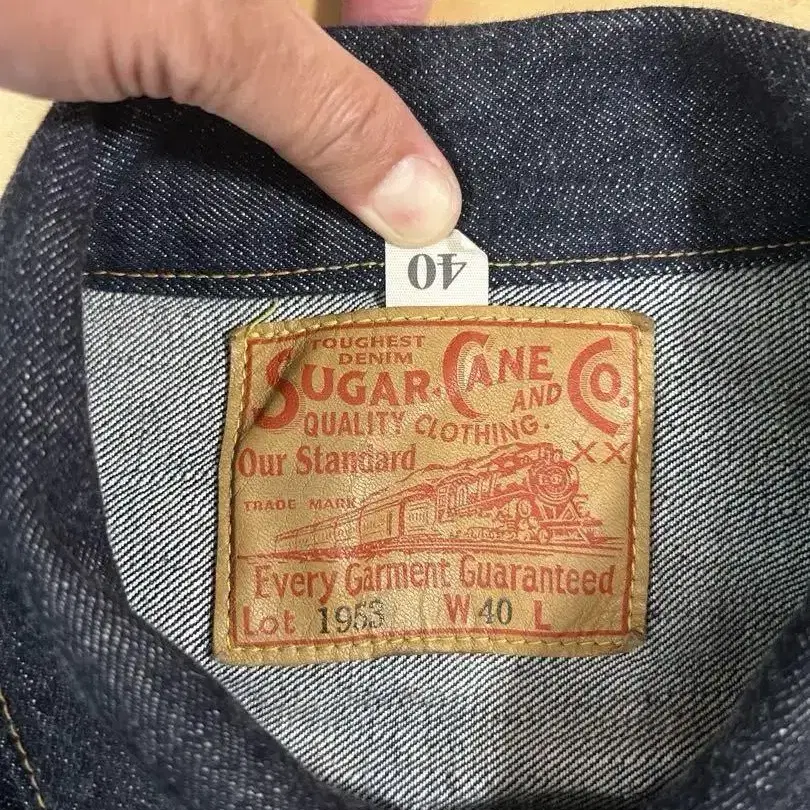 40
TOUGHEST
DENIM
SUGAR CANE AND CO.
QUALITY CLOTHING.
Our Standard XX
TRADE MARK
Every Garment Guaranteed
Lot 1953 W 40 L